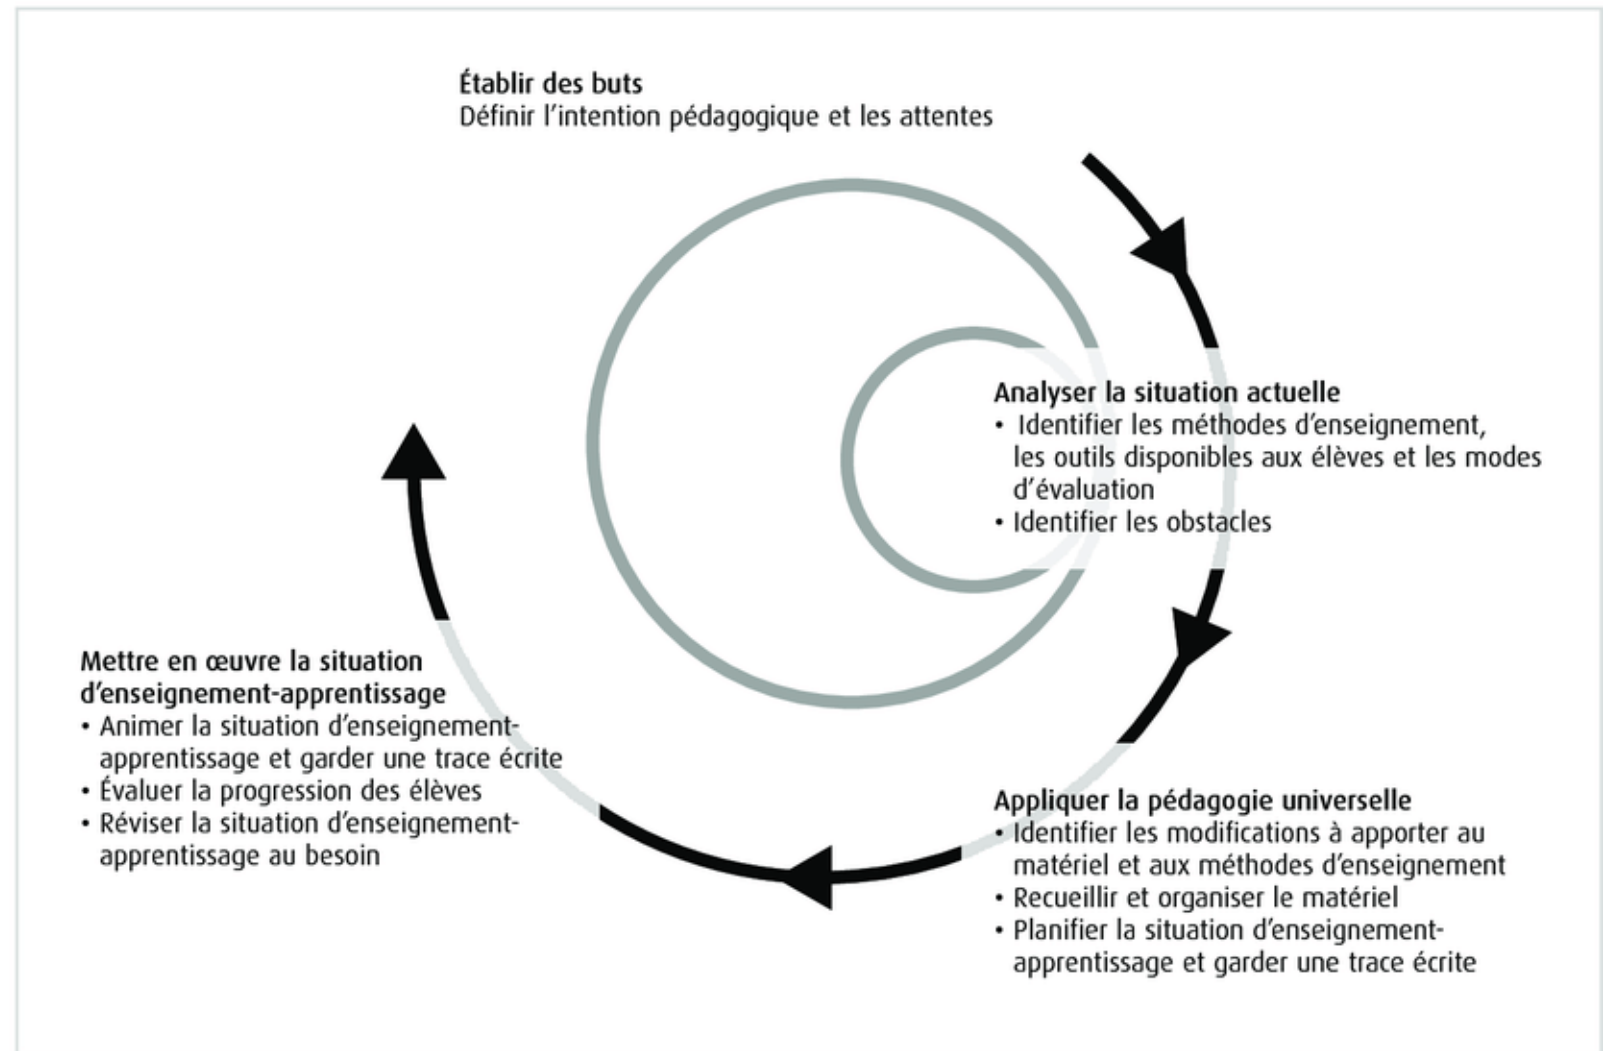 Établir des buts
Définir l'intention pédagogique et les attentes
Analyser la situation actuelle
• Identifier les méthodes d'enseignement,
les outils disponibles aux élèves et les modes
d'évaluation
• Identifier les obstacles
Appliquer la pédagogie universelle
• Identifier les modifications à apporter au
matériel et aux méthodes d'enseignement
• Recueillir et organiser le matériel
• Planifier la situation d'enseignement-
apprentissage et garder une trace écrite
Mettre en œuvre la situation
d'enseignement-apprentissage
• Animer la situation d'enseignement-
apprentissage et garder une trace écrite
• Évaluer la progression des élèves
• Réviser la situation d'enseignement-
apprentissage au besoin